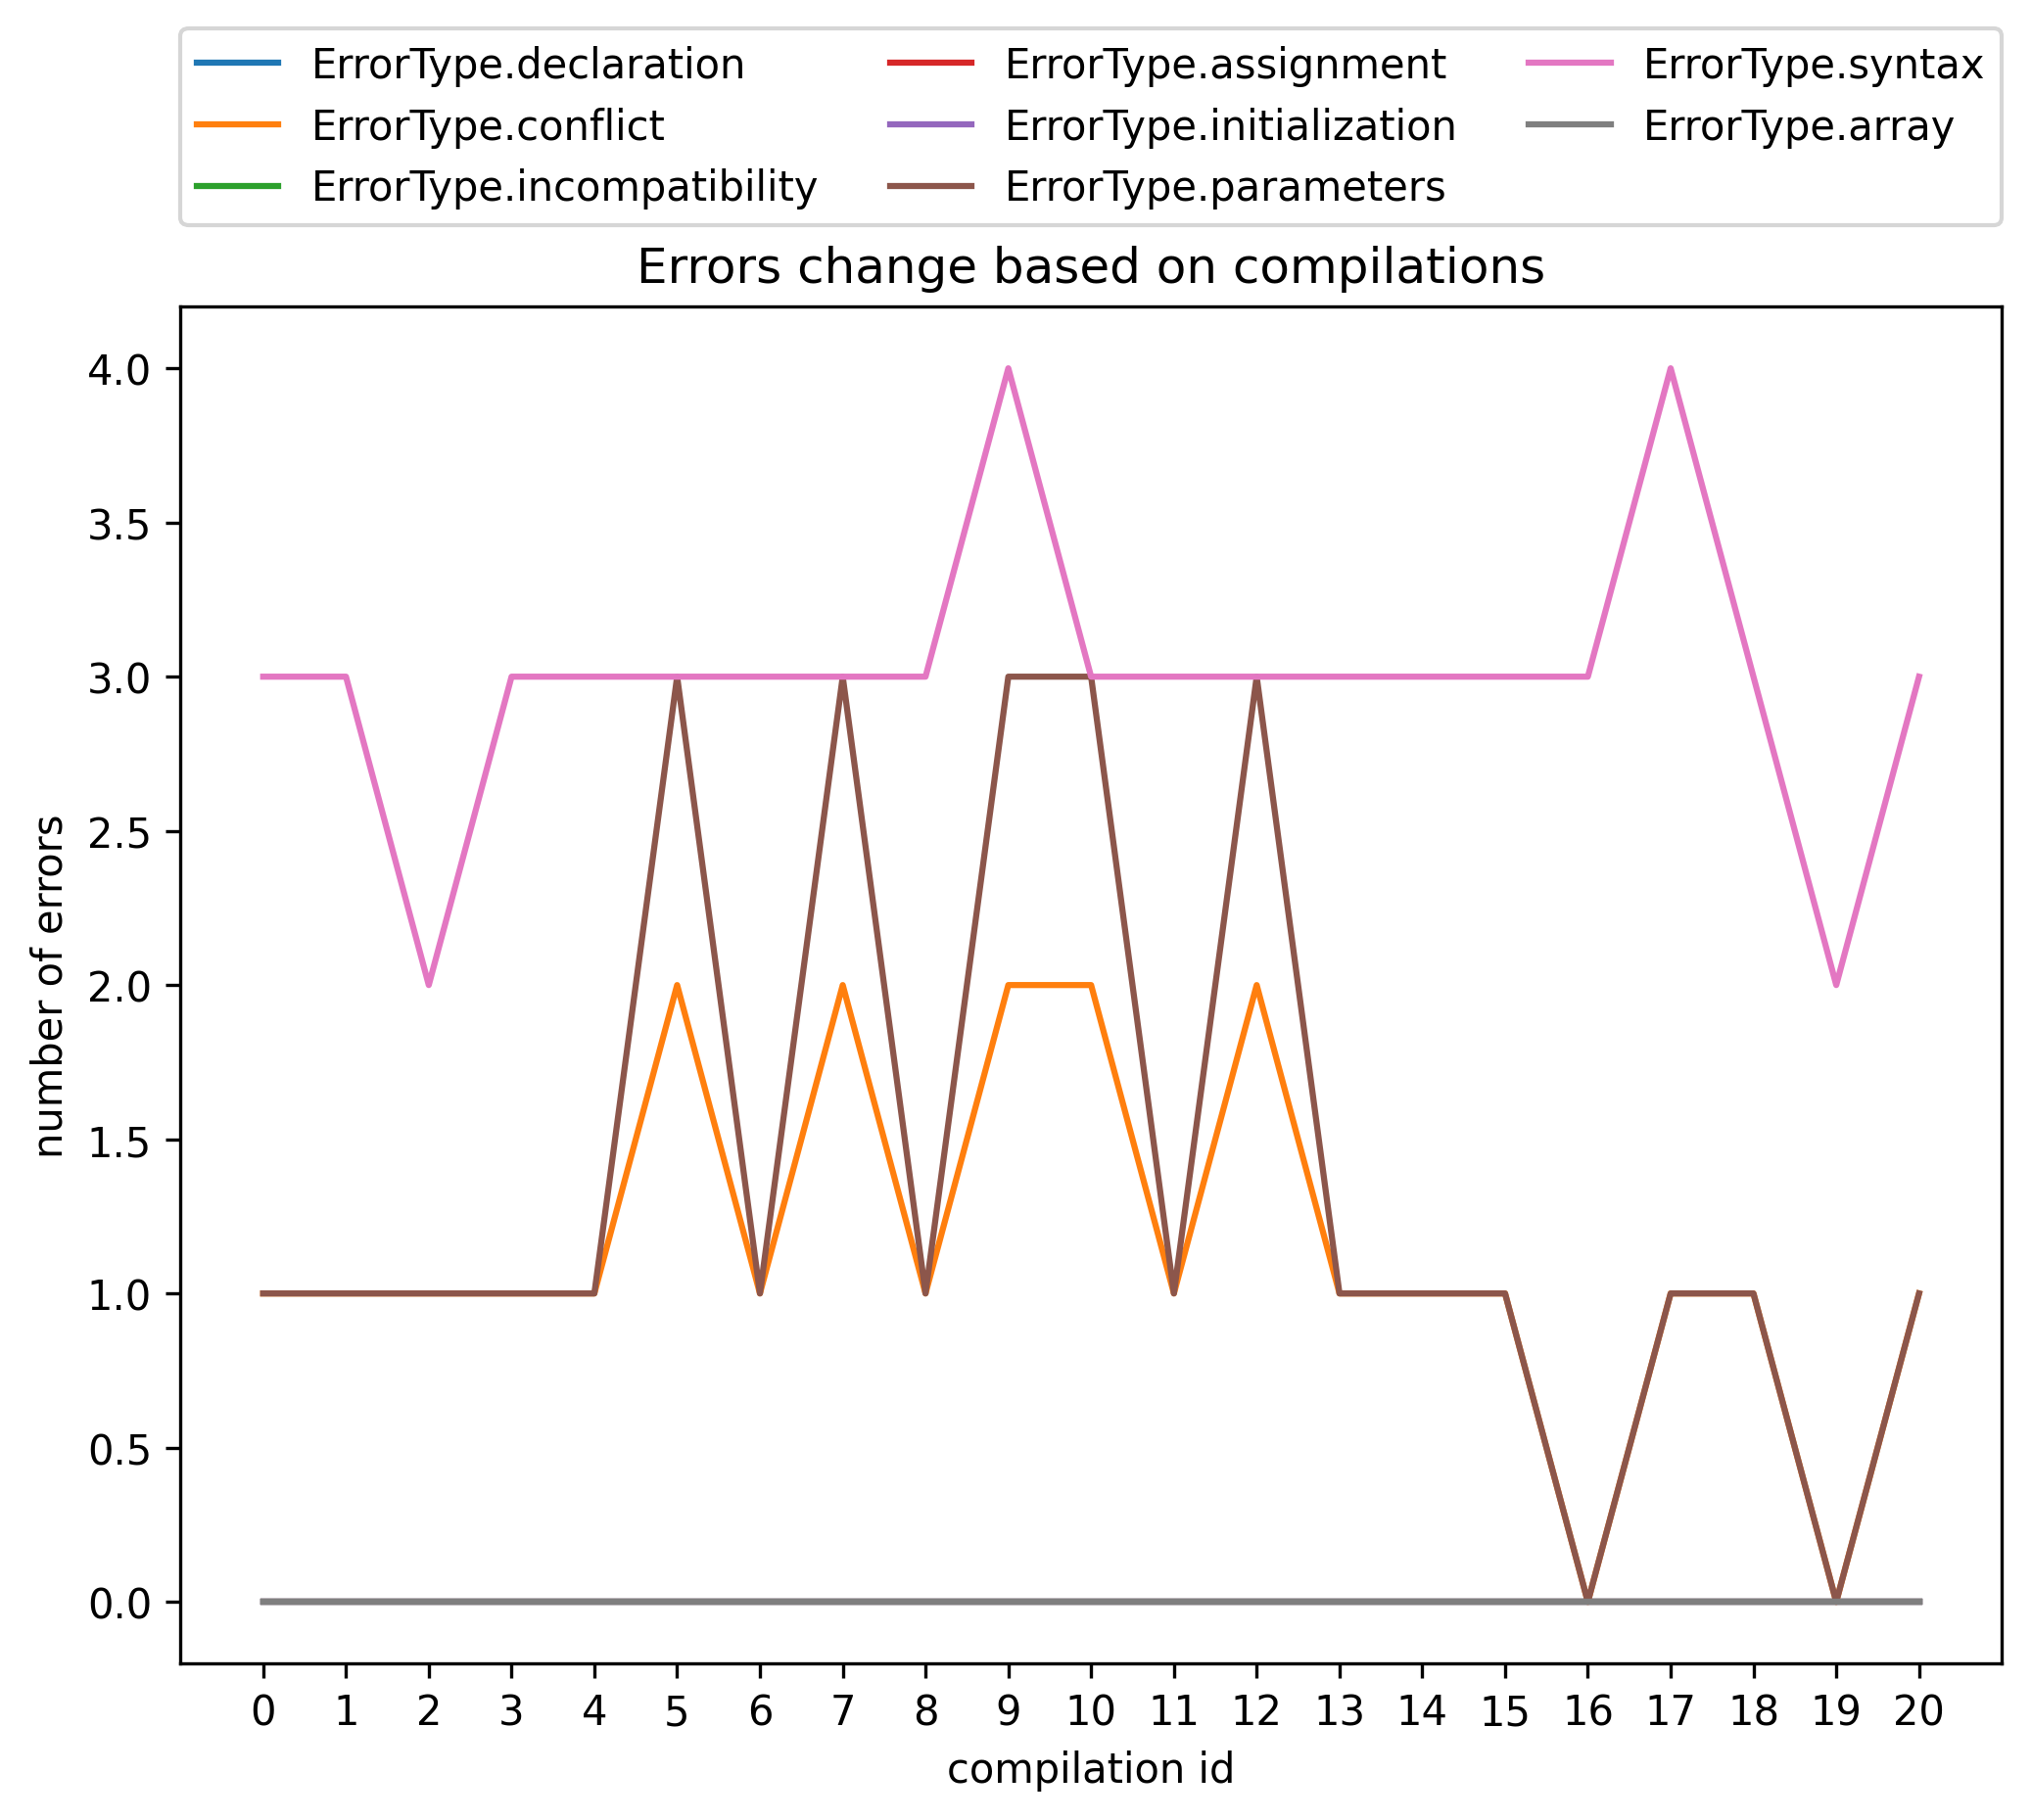 ErrorType.declaration
ErrorType.conflict
ErrorType.incompatibility
ErrorType.assignment
ErrorType.initialization
ErrorType.parameters
ErrorType.syntax
ErrorType.array
Errors change based on compilations
number of errors
4.0
3.5
3.0
2.5
2.0
1.5
1.0
0.5
0.0
0 1 2 3 4 5 6 7 8 9 10 11 12 13 14 15 16 17 18 19 20
compilation id